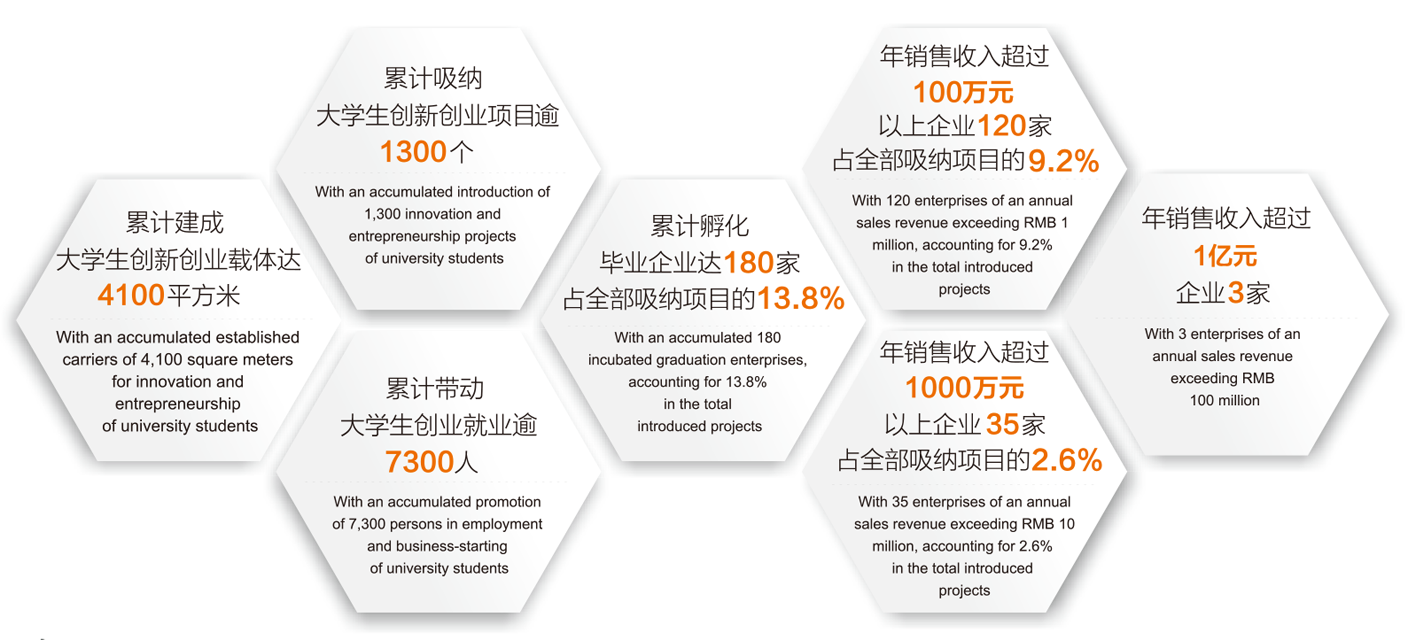 累计建成
大学生创新创业载体达
4100平方米
With an accumulated established
carriers of 4,100 square meters
for innovation and
entrepreneurship
of university students
累计吸纳
大学生创新创业项目逾
1300个
With an accumulated introduction of
1,300 innovation and
entrepreneurship projects
of university students
累计带动
大学生创业就业逾
7300人
With an accumulated promotion
of 7,300 persons in employment
and business-starting
of university students
累计孵化
毕业企业达180家
占全部吸纳项目的13.8%
With an accumulated 180
incubated graduation enterprises,
accounting for 13.8%
in the total
introduced projects
年销售收入超过
100万元
以上企业120家
占全部吸纳项目的9.2%
With 120 enterprises of an annual
sales revenue exceeding RMB 1
million, accounting for 9.2%
in the total introduced
projects
年销售收入超过
1000万元
以上企业35家
占全部吸纳项目的2.6%
With 35 enterprises of an annual
sales revenue exceeding RMB 10
million, accounting for 2.6%
in the total introduced
projects
年销售收入超过
1亿元
企业3家
With 3 enterprises of an
annual sales revenue
exceeding RMB
100 million